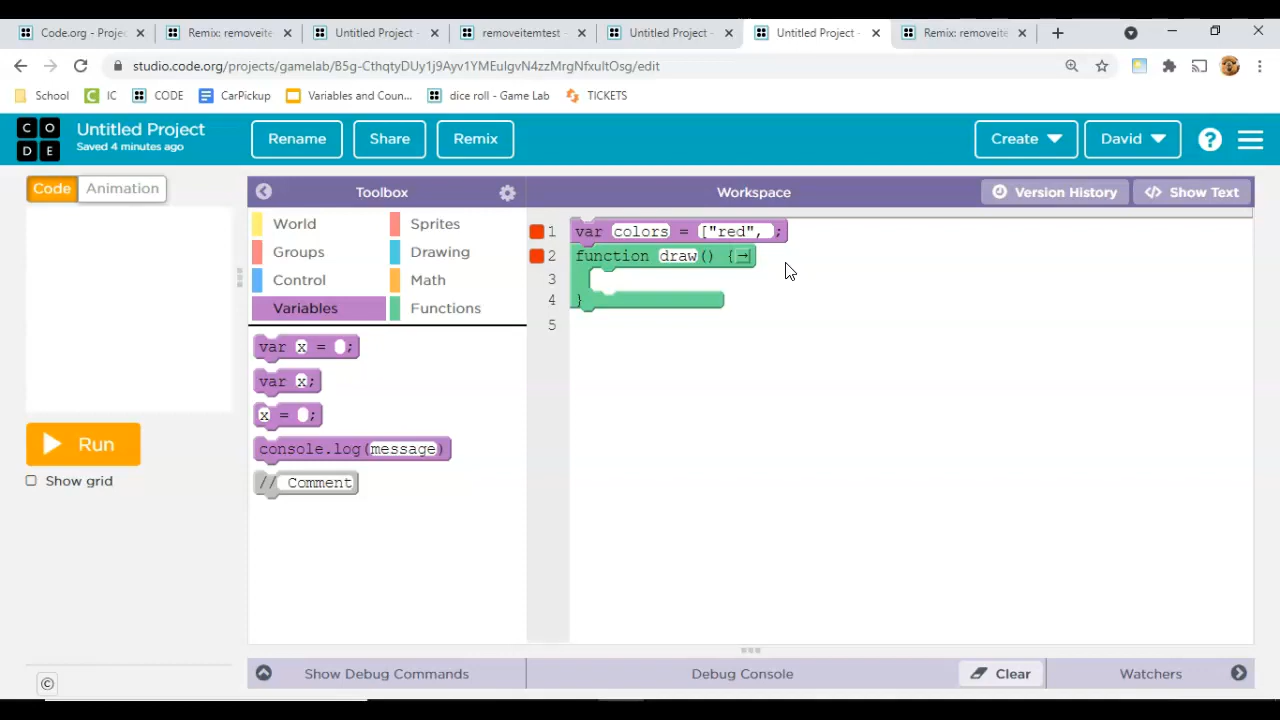 Code.org - Projec
Remix: removeite
Untitled Project -
removeitemtest -
Untitled Project -
Untitled Project -
Remix: removeite
studio.code.org/projects/gamelab/B5g-CthqtyDUy1j9Ayv1YMEuIgvN4zzMrgNfxuItOsg/edit
School
IC
CODE
CarPickup
Variables and Coun...
dice roll - Game Lab
TICKETS
CODE
Untitled Project
Saved 4 minutes ago
Rename
Share
Remix
Create
David
?
Code
Animation
Toolbox
Workspace
Version History
</> Show Text
World
Sprites
Groups
Drawing
Control
Math
Variables
Functions
var x = ;
var x;
x = ;
console.log(message)
// Comment
1 var colors = ["red", ;
2 function draw() {
3
4 }
5
Run
Show grid
©
Show Debug Commands
Debug Console
Clear
Watchers